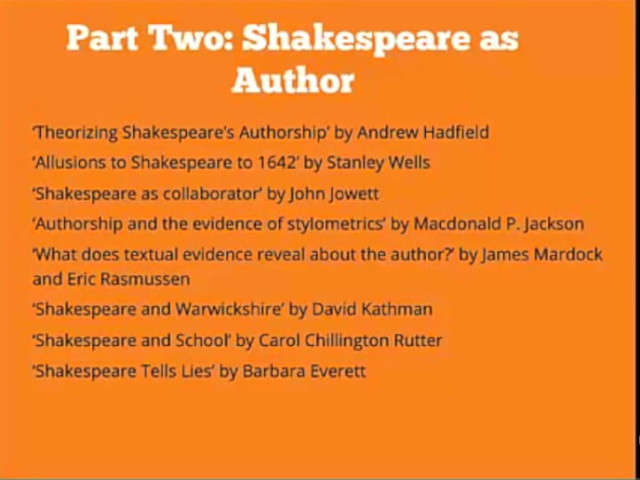 Part Two: Shakespeare as
Author
‘Theorizing Shakespeare’s Authorship’ by Andrew Hadfield
‘Allusions to Shakespeare to 1642’ by Stanley Wells
‘Shakespeare as collaborator’ by John Jowett
‘Authorship and the evidence of stylometrics’ by Macdonald P. Jackson
‘What does textual evidence reveal about the author?’ by James Mardock
and Eric Rasmussen
‘Shakespeare and Warwickshire’ by David Kathman
‘Shakespeare and School’ by Carol Chillington Rutter
‘Shakespeare Tells Lies’ by Barbara Everett